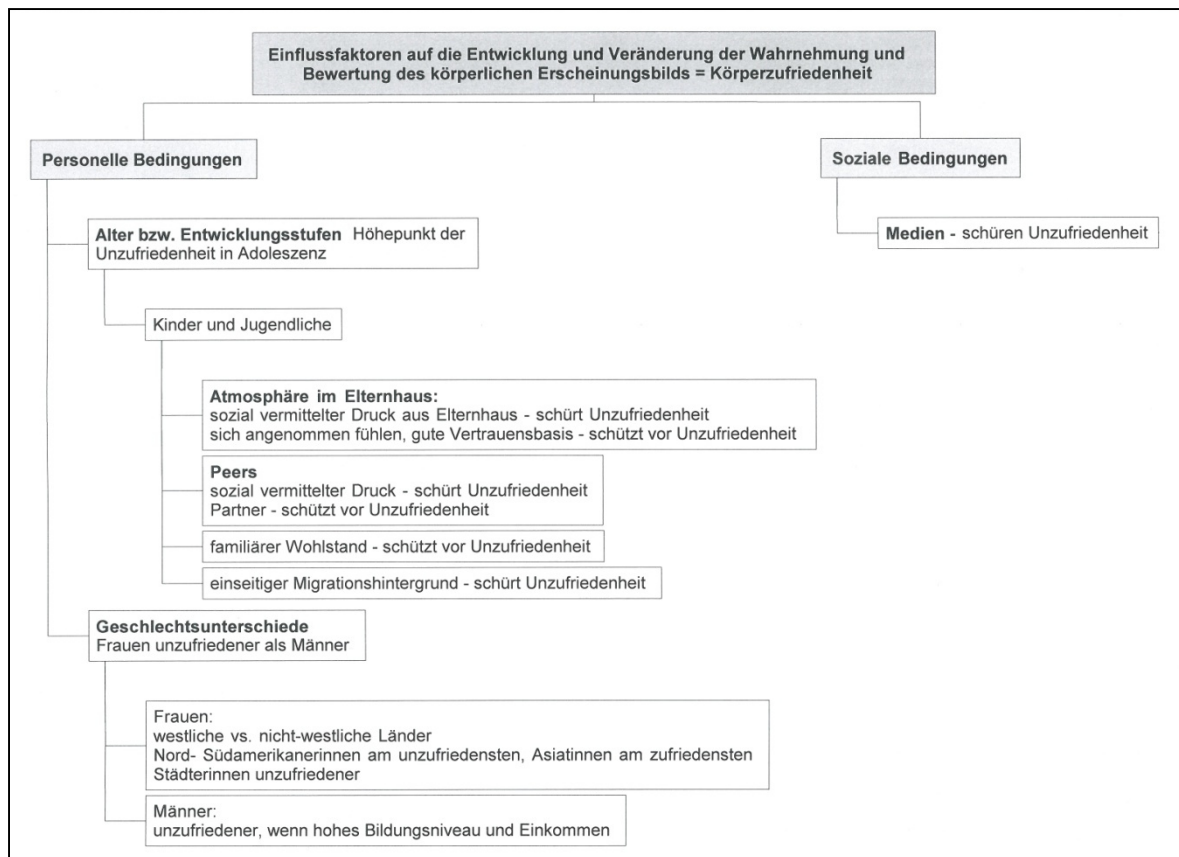 Einflussfaktoren auf die Entwicklung und Veränderung der Wahrnehmung und
Bewertung des körperlichen Erscheinungsbilds = Körperzufriedenheit
Personelle Bedingungen
Soziale Bedingungen
Alter bzw. Entwicklungsstufen Höhepunkt der
Unzufriedenheit in Adoleszenz
Medien - schüren Unzufriedenheit
Kinder und Jugendliche
Atmosphäre im Elternhaus:
sozial vermittelter Druck aus Elternhaus - schürt Unzufriedenheit
sich angenommen fühlen, gute Vertrauensbasis - schützt vor Unzufriedenheit
Peers
sozial vermittelter Druck - schürt Unzufriedenheit
Partner - schützt vor Unzufriedenheit
familiärer Wohlstand - schützt vor Unzufriedenheit
einseitiger Migrationshintergrund - schürt Unzufriedenheit
Geschlechtsunterschiede
Frauen unzufriedener als Männer
Frauen:
westliche vs. nicht-westliche Länder
Nord- Südamerikanerinnen am unzufriedensten, Asiatinnen am zufriedensten
Städterinnen unzufriedener
Männer:
unzufriedener, wenn hohes Bildungsniveau und Einkommen